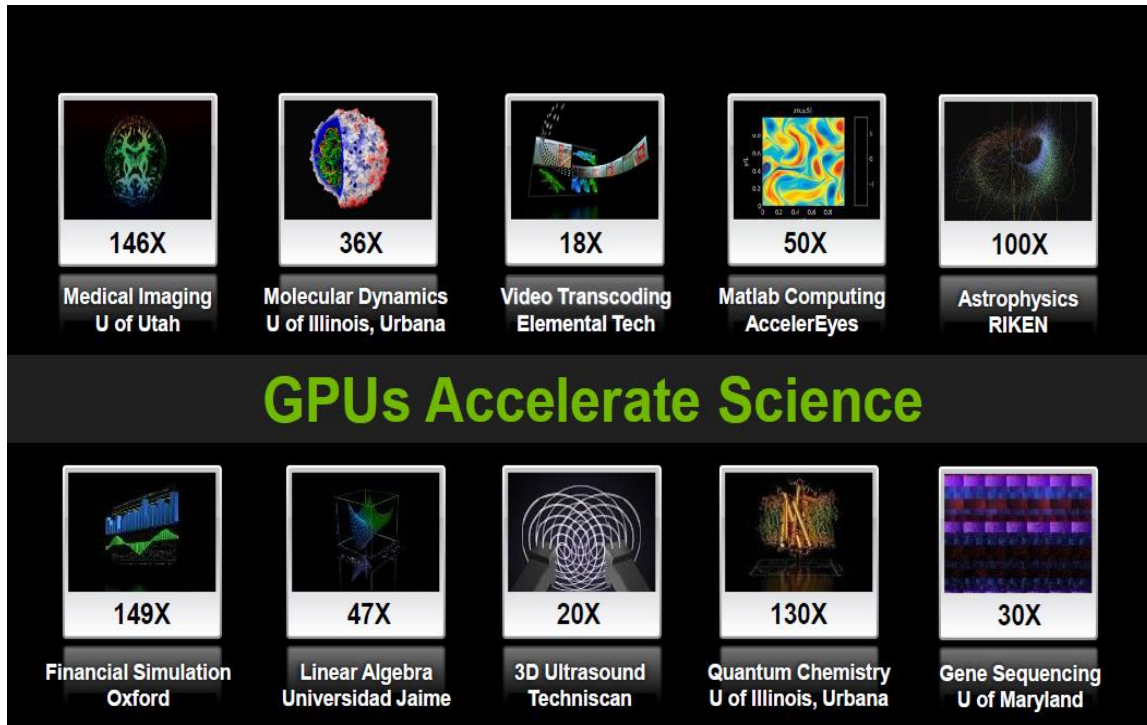 146X
36X
18X
50X
100X
Medical Imaging
U of Utah
Molecular Dynamics
U of Illinois, Urbana
Video Transcoding
Elemental Tech
Matlab Computing
AccelerEyes
Astrophysics
RIKEN
GPUs Accelerate Science
149X
47X
20X
130X
30X
Financial Simulation
Oxford
Linear Algebra
Universidad Jaime
3D Ultrasound
Techniscan
Quantum Chemistry
U of Illinois, Urbana
Gene Sequencing
U of Maryland